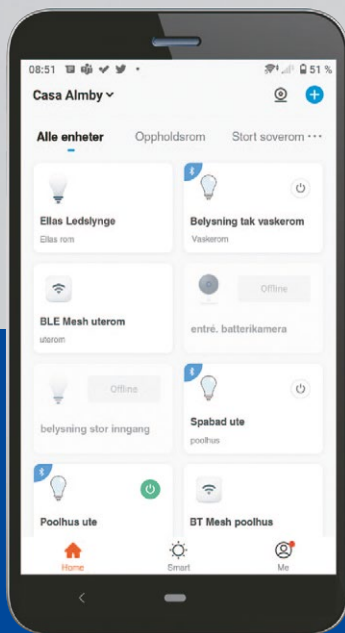 08:51
51 %
Casa Almby
Alle enheter Oppholdsrom Stort soverom ...
Ellas Ledslynge
Ellas rom
Belysning tak vaskerom
Vaskerom
BLE Mesh uterom
uterom
Offline
entré. batterikamera
Offline
belysning stor inngang
Spabad ute
poolhus
Poolhus ute
BT Mesh poolhus
Home Smart Me